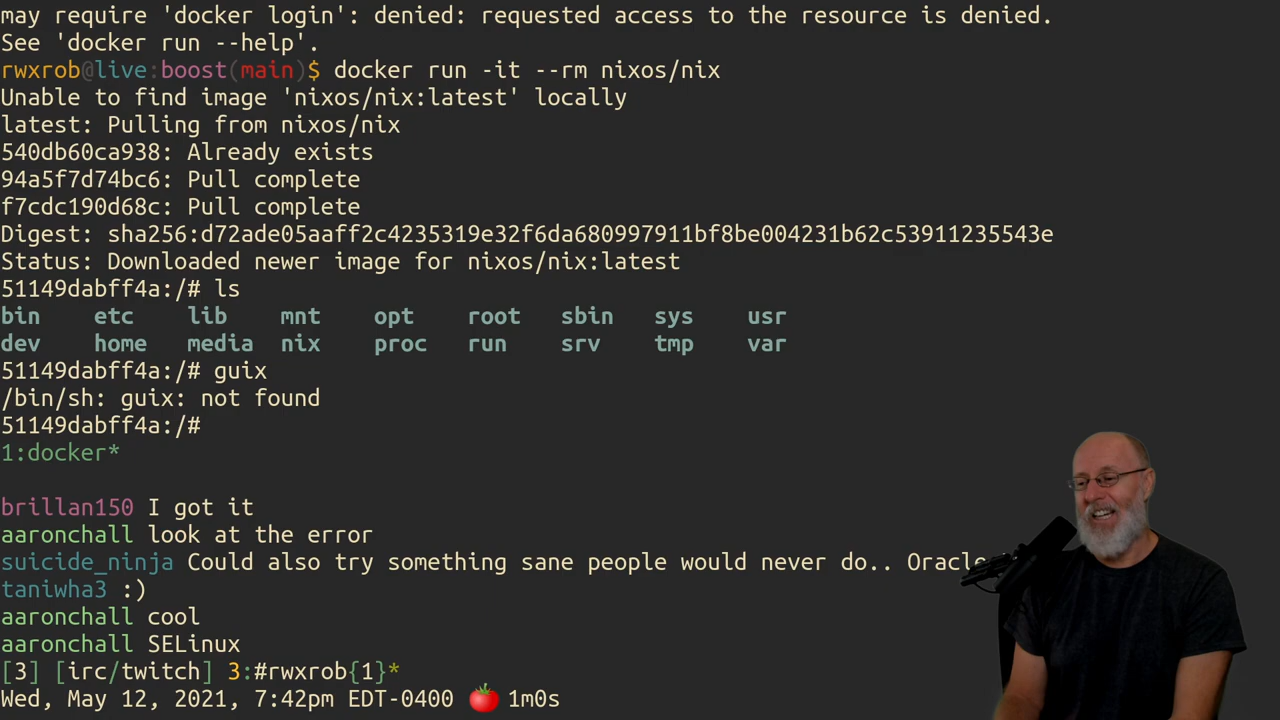 may require 'docker login': denied: requested access to the resource is denied.
See 'docker run --help'.
rwxrob@live:boost(main)$ docker run -it --rm nixos/nix
Unable to find image 'nixos/nix:latest' locally
latest: Pulling from nixos/nix
540db60ca938: Already exists
94a5f7d74bc6: Pull complete
f7cdc190d68c: Pull complete
Digest: sha256:d72ade05aaff2c4235319e32f6da680997911bf8be004231b62c53911235543e
Status: Downloaded newer image for nixos/nix:latest
51149dabff4a:/# ls
bin etc lib mnt opt root sbin sys usr
dev home media nix proc run srv tmp var
51149dabff4a:/# guix
/bin/sh: guix: not found
51149dabff4a:/#
1:docker*
brillan150 I got it
aaronchall look at the error
suicide_ninja Could also try something sane people would never do.. Oracle
taniwha3 :)
aaronchall cool
aaronchall SELinux
[3] [irc/twitch] 3:#rwxrob{1}*
Wed, May 12, 2021, 7:42pm EDT-0400 🍅 1m0s